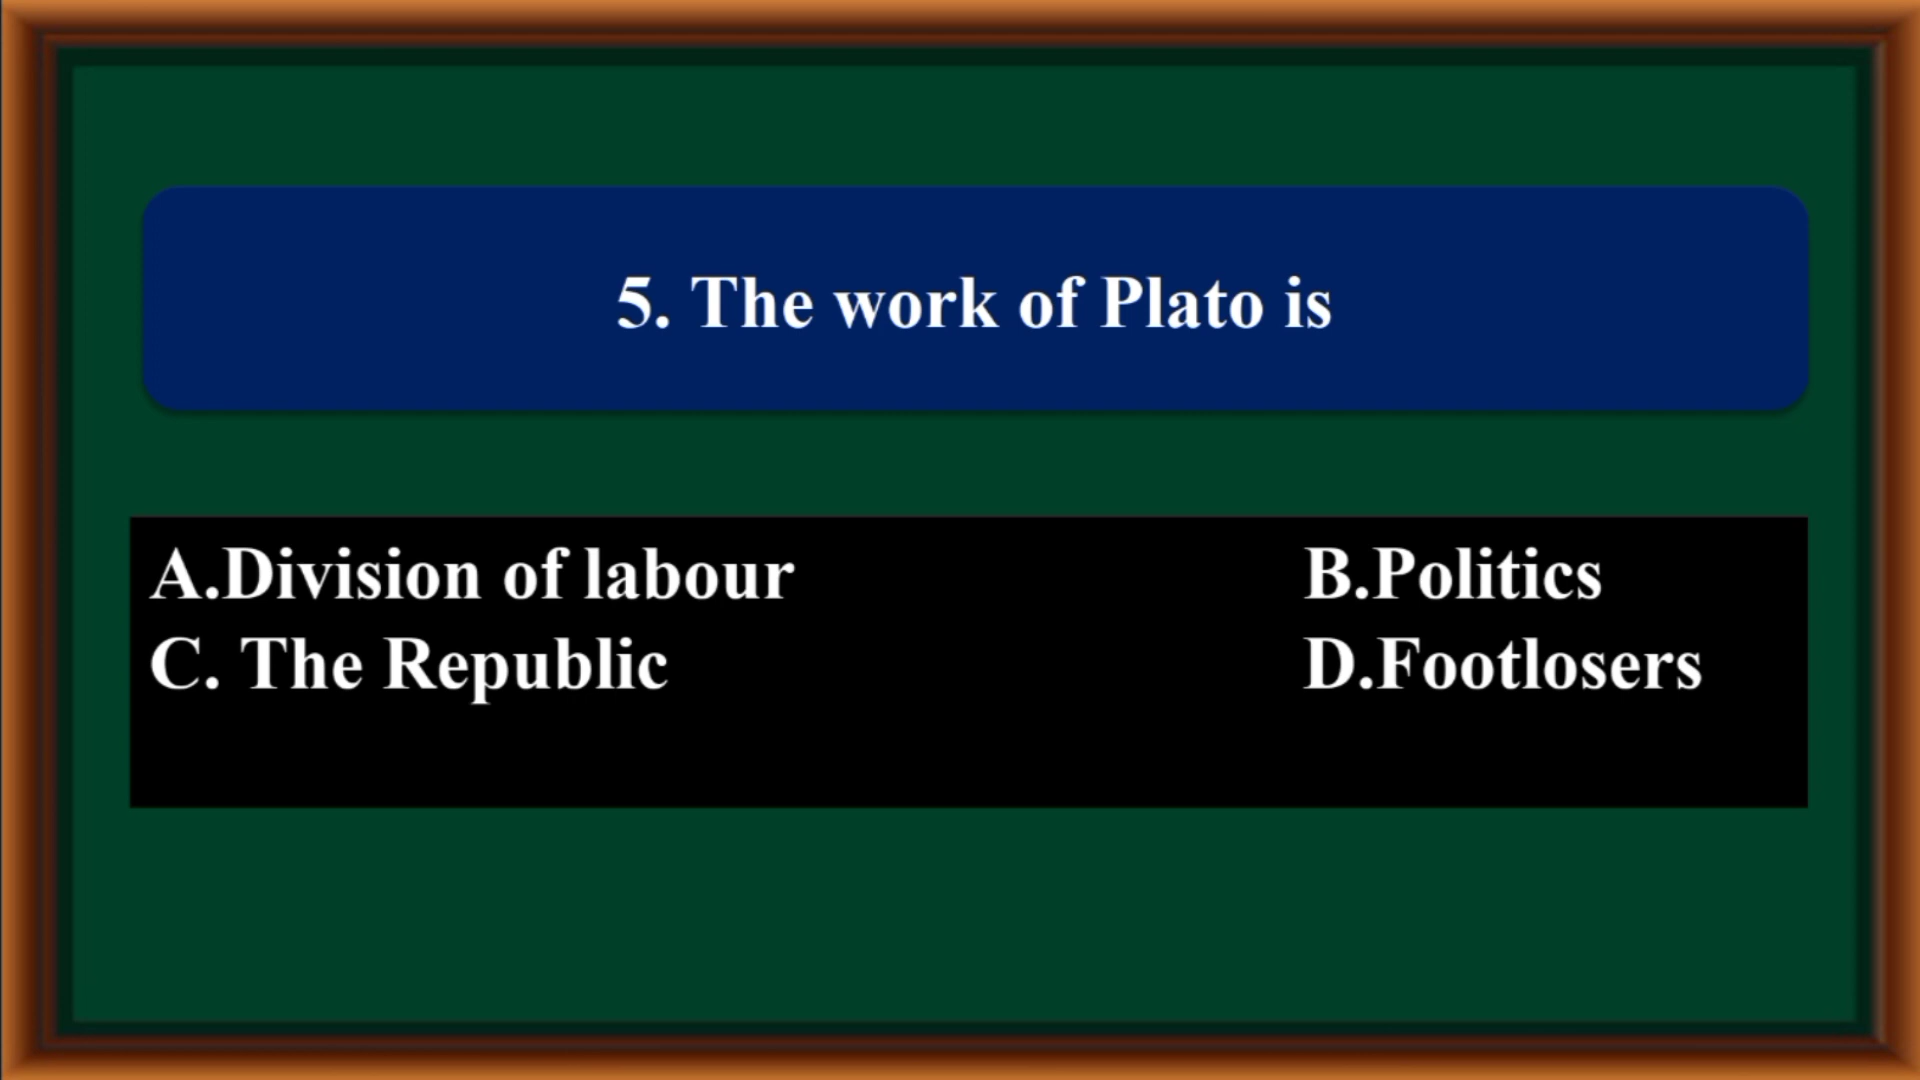 5. The work of Plato is
A.Division of labour B.Politics
C. The Republic D.Footlosers